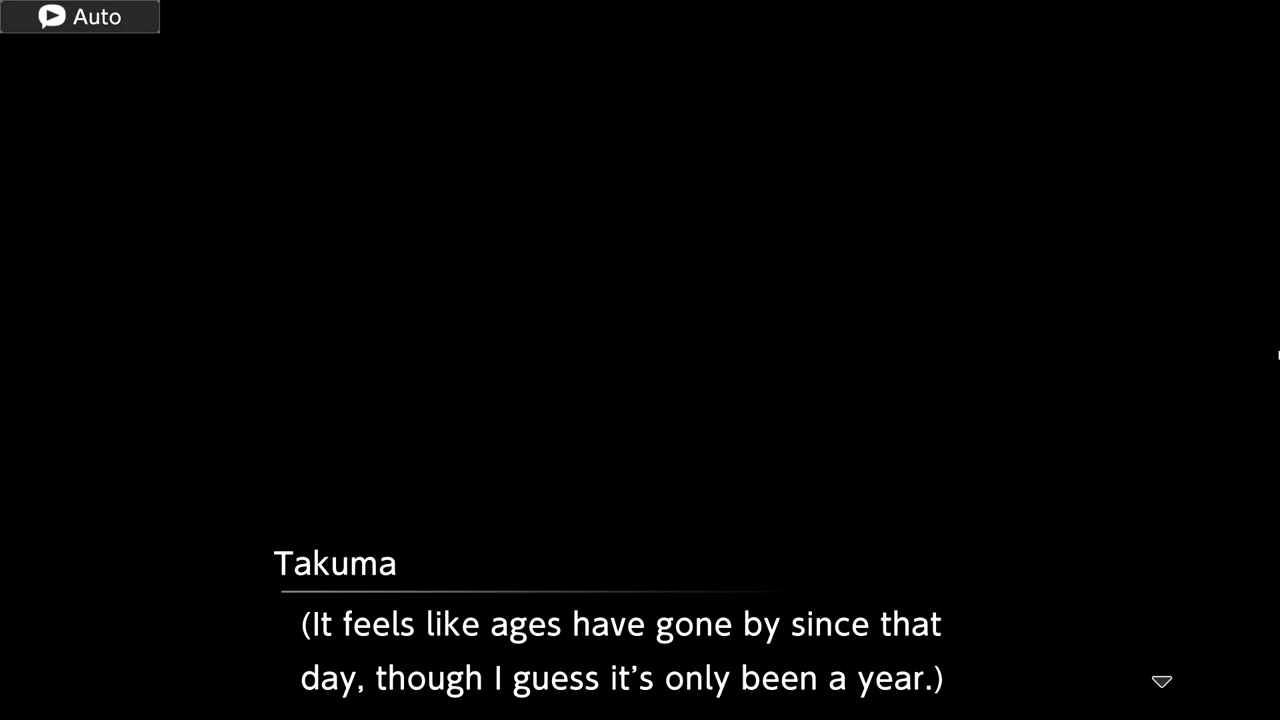 Auto
Takuma
(It feels like ages have gone by since that
day, though I guess it’s only been a year.)